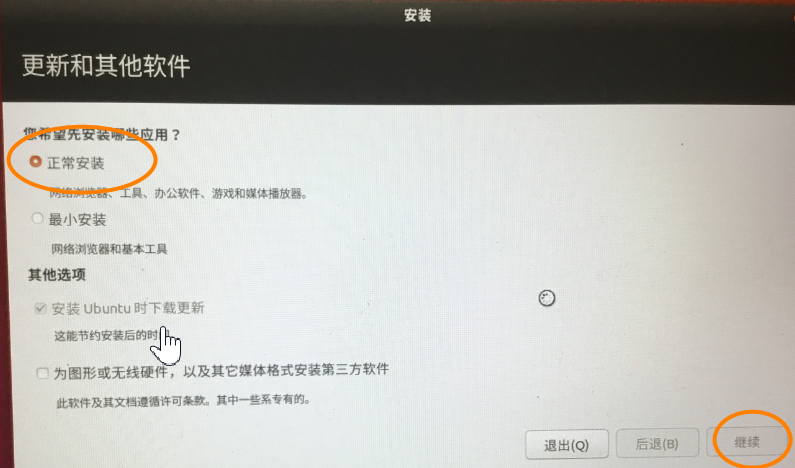 安装
更新和其他软件
您希望先安装哪些应用？
正常安装
网络浏览器、工具、办公软件、游戏和媒体播放器。
最小安装
网络浏览器和基本工具
其他选项
安装 Ubuntu 时下载更新
这能节约安装后的时
为图形或无线硬件，以及其它媒体格式安装第三方软件
此软件及其文档遵循许可条款。其中一些系专有的。
退出(Q)
后退(B)
继续